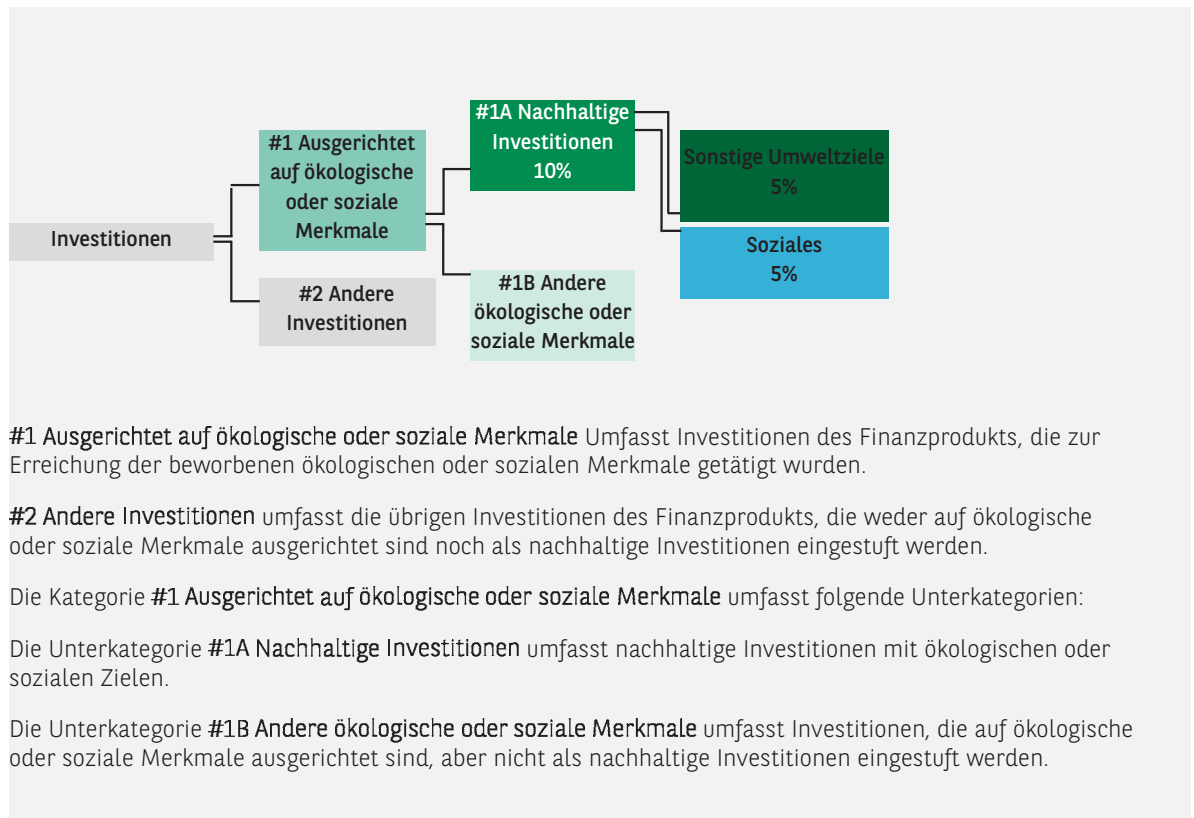 #1A Nachhaltige
Investitionen
10%
#1 Ausgerichtet
auf ökologische
oder soziale
Merkmale
Sonstige Umweltziele
5%
Investitionen
Soziales
5%
#2 Andere
Investitionen
#1B Andere
ökologische oder
soziale Merkmale
#1 Ausgerichtet auf ökologische oder soziale Merkmale Umfasst Investitionen des Finanzprodukts, die zur
Erreichung der beworbenen ökologischen oder sozialen Merkmale getätigt wurden.
#2 Andere Investitionen umfasst die übrigen Investitionen des Finanzprodukts, die weder auf ökologische
oder soziale Merkmale ausgerichtet sind noch als nachhaltige Investitionen eingestuft werden.
Die Kategorie #1 Ausgerichtet auf ökologische oder soziale Merkmale umfasst folgende Unterkategorien:
Die Unterkategorie #1A Nachhaltige Investitionen umfasst nachhaltige Investitionen mit ökologischen oder
sozialen Zielen.
Die Unterkategorie #1B Andere ökologische oder soziale Merkmale umfasst Investitionen, die auf ökologische
oder soziale Merkmale ausgerichtet sind, aber nicht als nachhaltige Investitionen eingestuft werden.